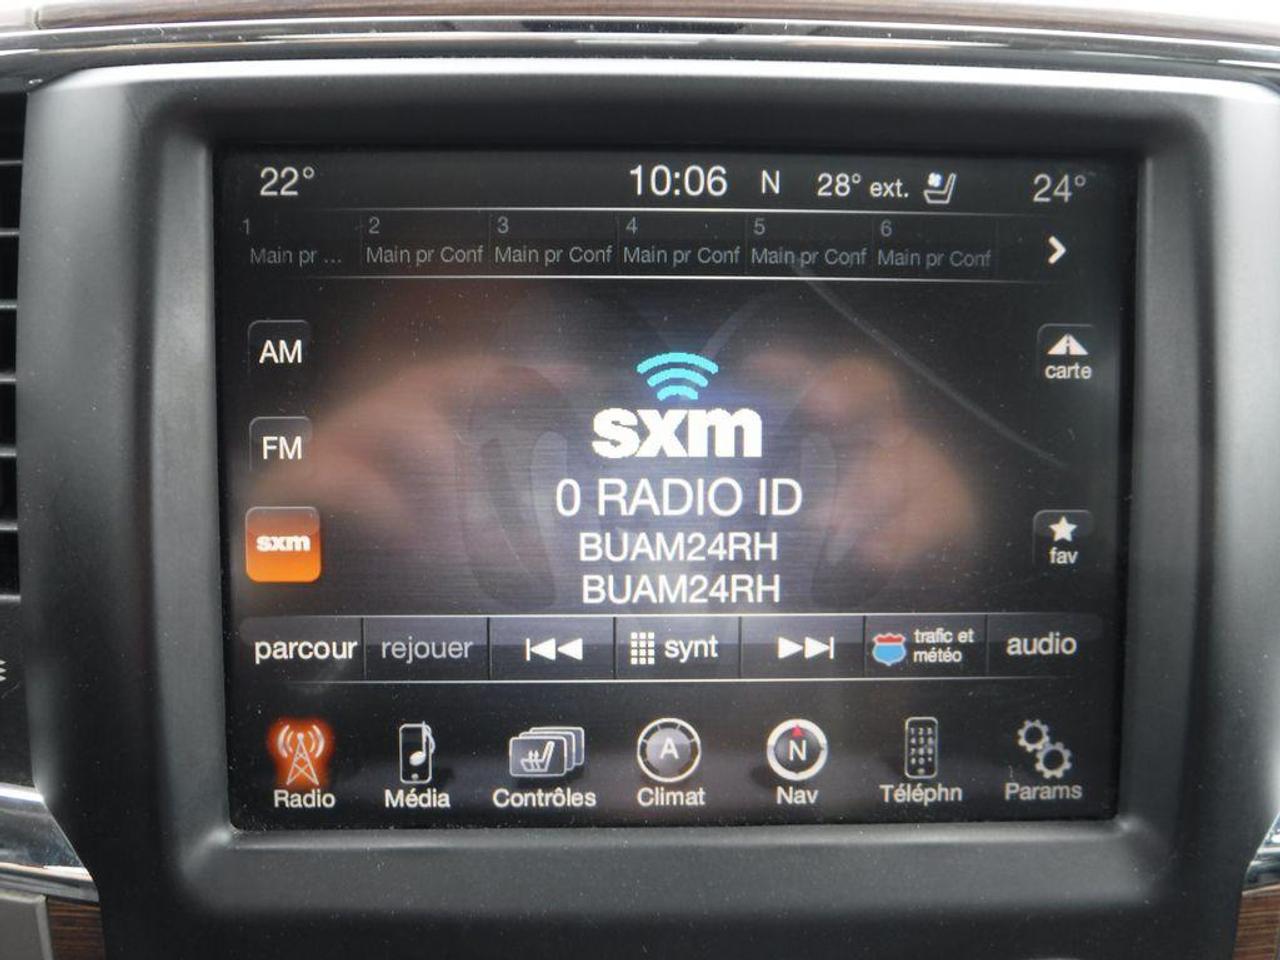 22° 10:06 N 28° ext. 24°
1 2 3 4 5 6
Main pr ... Main pr Conf Main pr Conf Main pr Conf Main pr Conf Main pr Conf
AM
carte
sxm
FM
0 RADIO ID
sxm
BUAM24RH
fav
BUAM24RH
parcour rejouer synt trafic et météo audio
A N
Radio Média Contrôles Climat Nav Téléphn Params